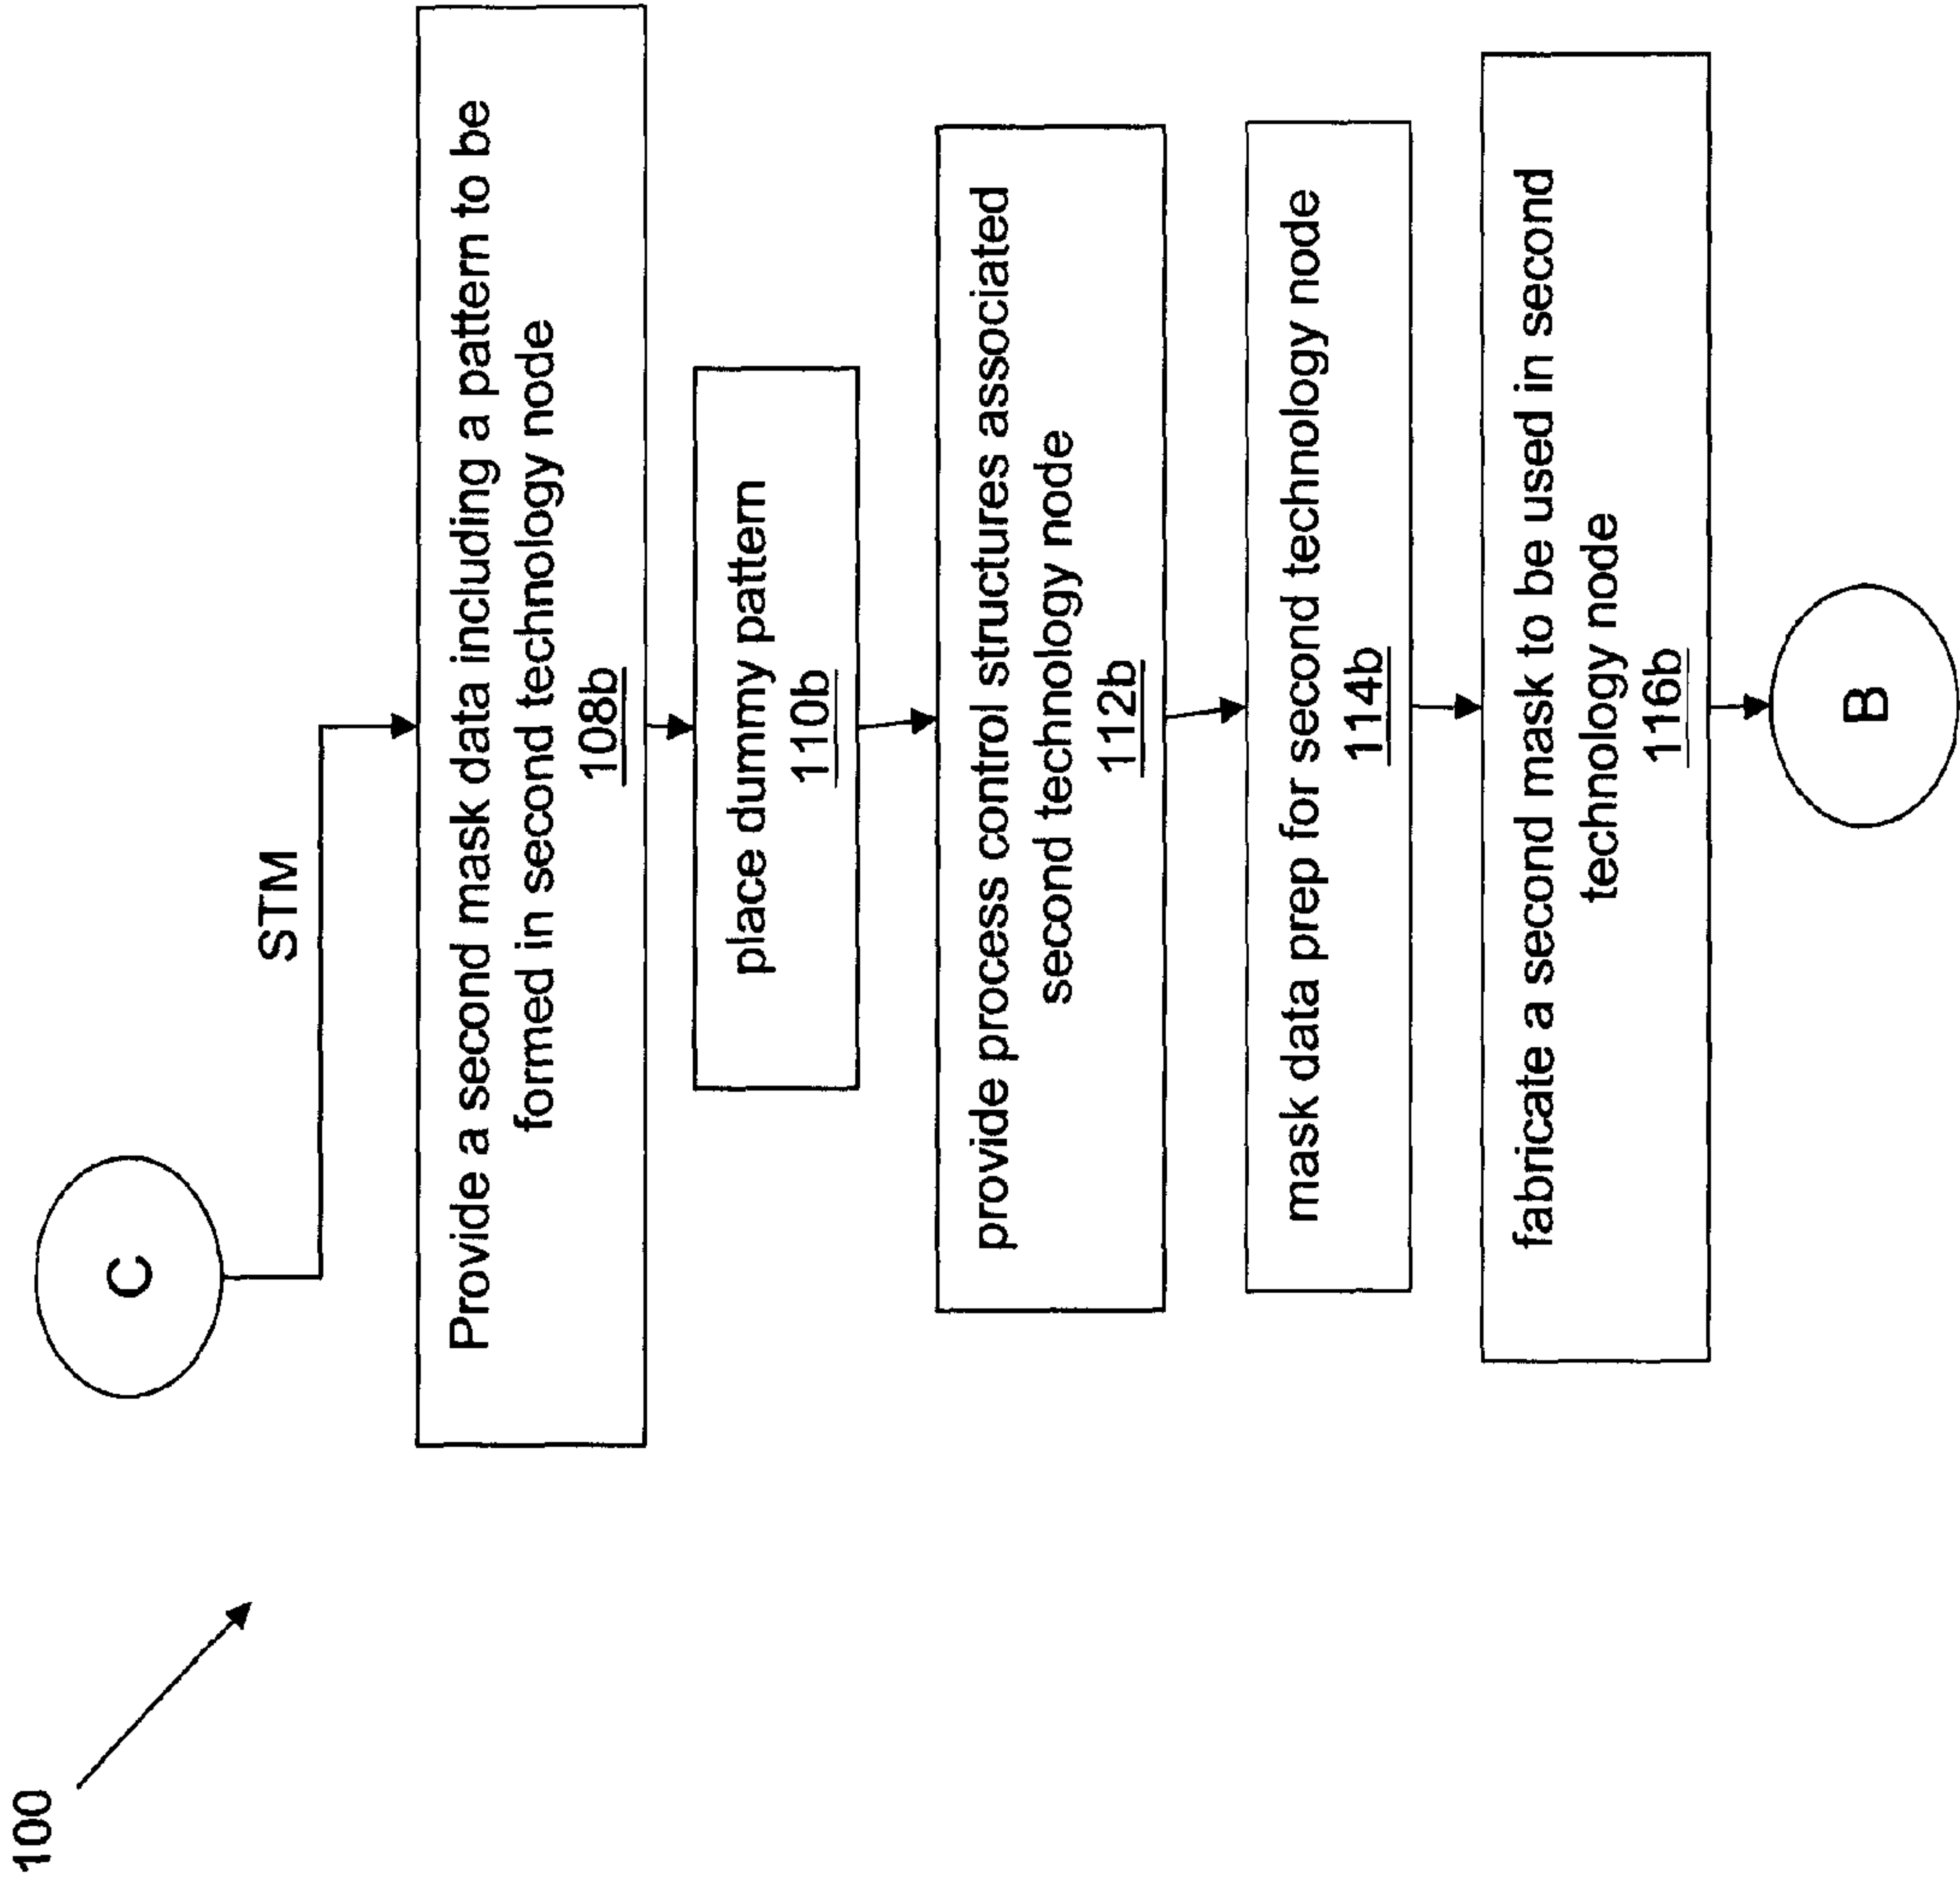 100
C
STM
Provide a second mask data including a pattern to be
formed in second technology node
108b
place dummy pattern
110b
provide process control structures associated
second technology node
112b
mask data prep for second technology node
114b
fabricate a second mask to be used in second
technology node
116b
B